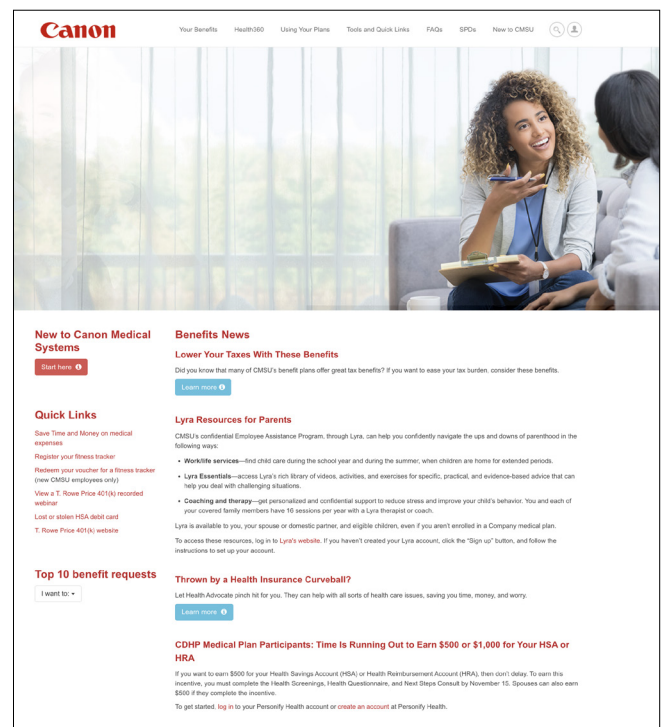 Canon
Your Benefits Health360 Using Your Plans Tools and Quick Links FAQs SPDs New to CMSU
New to Canon Medical
Systems
Start here
Quick Links
Save Time and Money on medical
expenses
Register your fitness tracker
Redeem your voucher for a fitness tracker
(new CMSU employees only)
View a T. Rowe Price 401(k) recorded
webinar
Lost or stolen HSA debit card
T. Rowe Price 401(k) website
Top 10 benefit requests
I want to:
Benefits News
Lower Your Taxes With These Benefits
Did you know that many of CMSU's benefit plans offer great tax benefits? If you want to ease your tax burden, consider these benefits.
Learn more
Lyra Resources for Parents
CMSU's confidential Employee Assistance Program, through Lyra, can help you confidently navigate the ups and downs of parenthood in the
following ways:
• Work/life services—find child care during the school year and during the summer, when children are home for extended periods.
• Lyra Essentials—access Lyra's rich library of videos, activities, and exercises for specific, practical, and evidence-based advice that can
help you deal with challenging situations.
• Coaching and therapy—get personalized and confidential support to reduce stress and improve your child's behavior. You and each of
your covered family members have 16 sessions per year with a Lyra therapist or coach.
Lyra is available to you, your spouse or domestic partner, and eligible children, even if you aren't enrolled in a Company medical plan.
To access these resources, log in to Lyra's website. If you haven't created your Lyra account, click the "Sign up" button, and follow the
instructions to set up your account.
Thrown by a Health Insurance Curveball?
Let Health Advocate pinch hit for you. They can help with all sorts of health care issues, saving you time, money, and worry.
Learn more
CDHP Medical Plan Participants: Time Is Running Out to Earn $500 or $1,000 for Your HSA or
HRA
If you want to earn $500 for your Health Savings Account (HSA) or Health Reimbursement Account (HRA), then don't delay. To earn this
incentive, you must complete the Health Screenings, Health Questionnaire, and Next Steps Consult by November 15. Spouses can also earn
$500 if they complete the incentive.
To get started, log in to your Personify Health account or create an account at Personify Health.